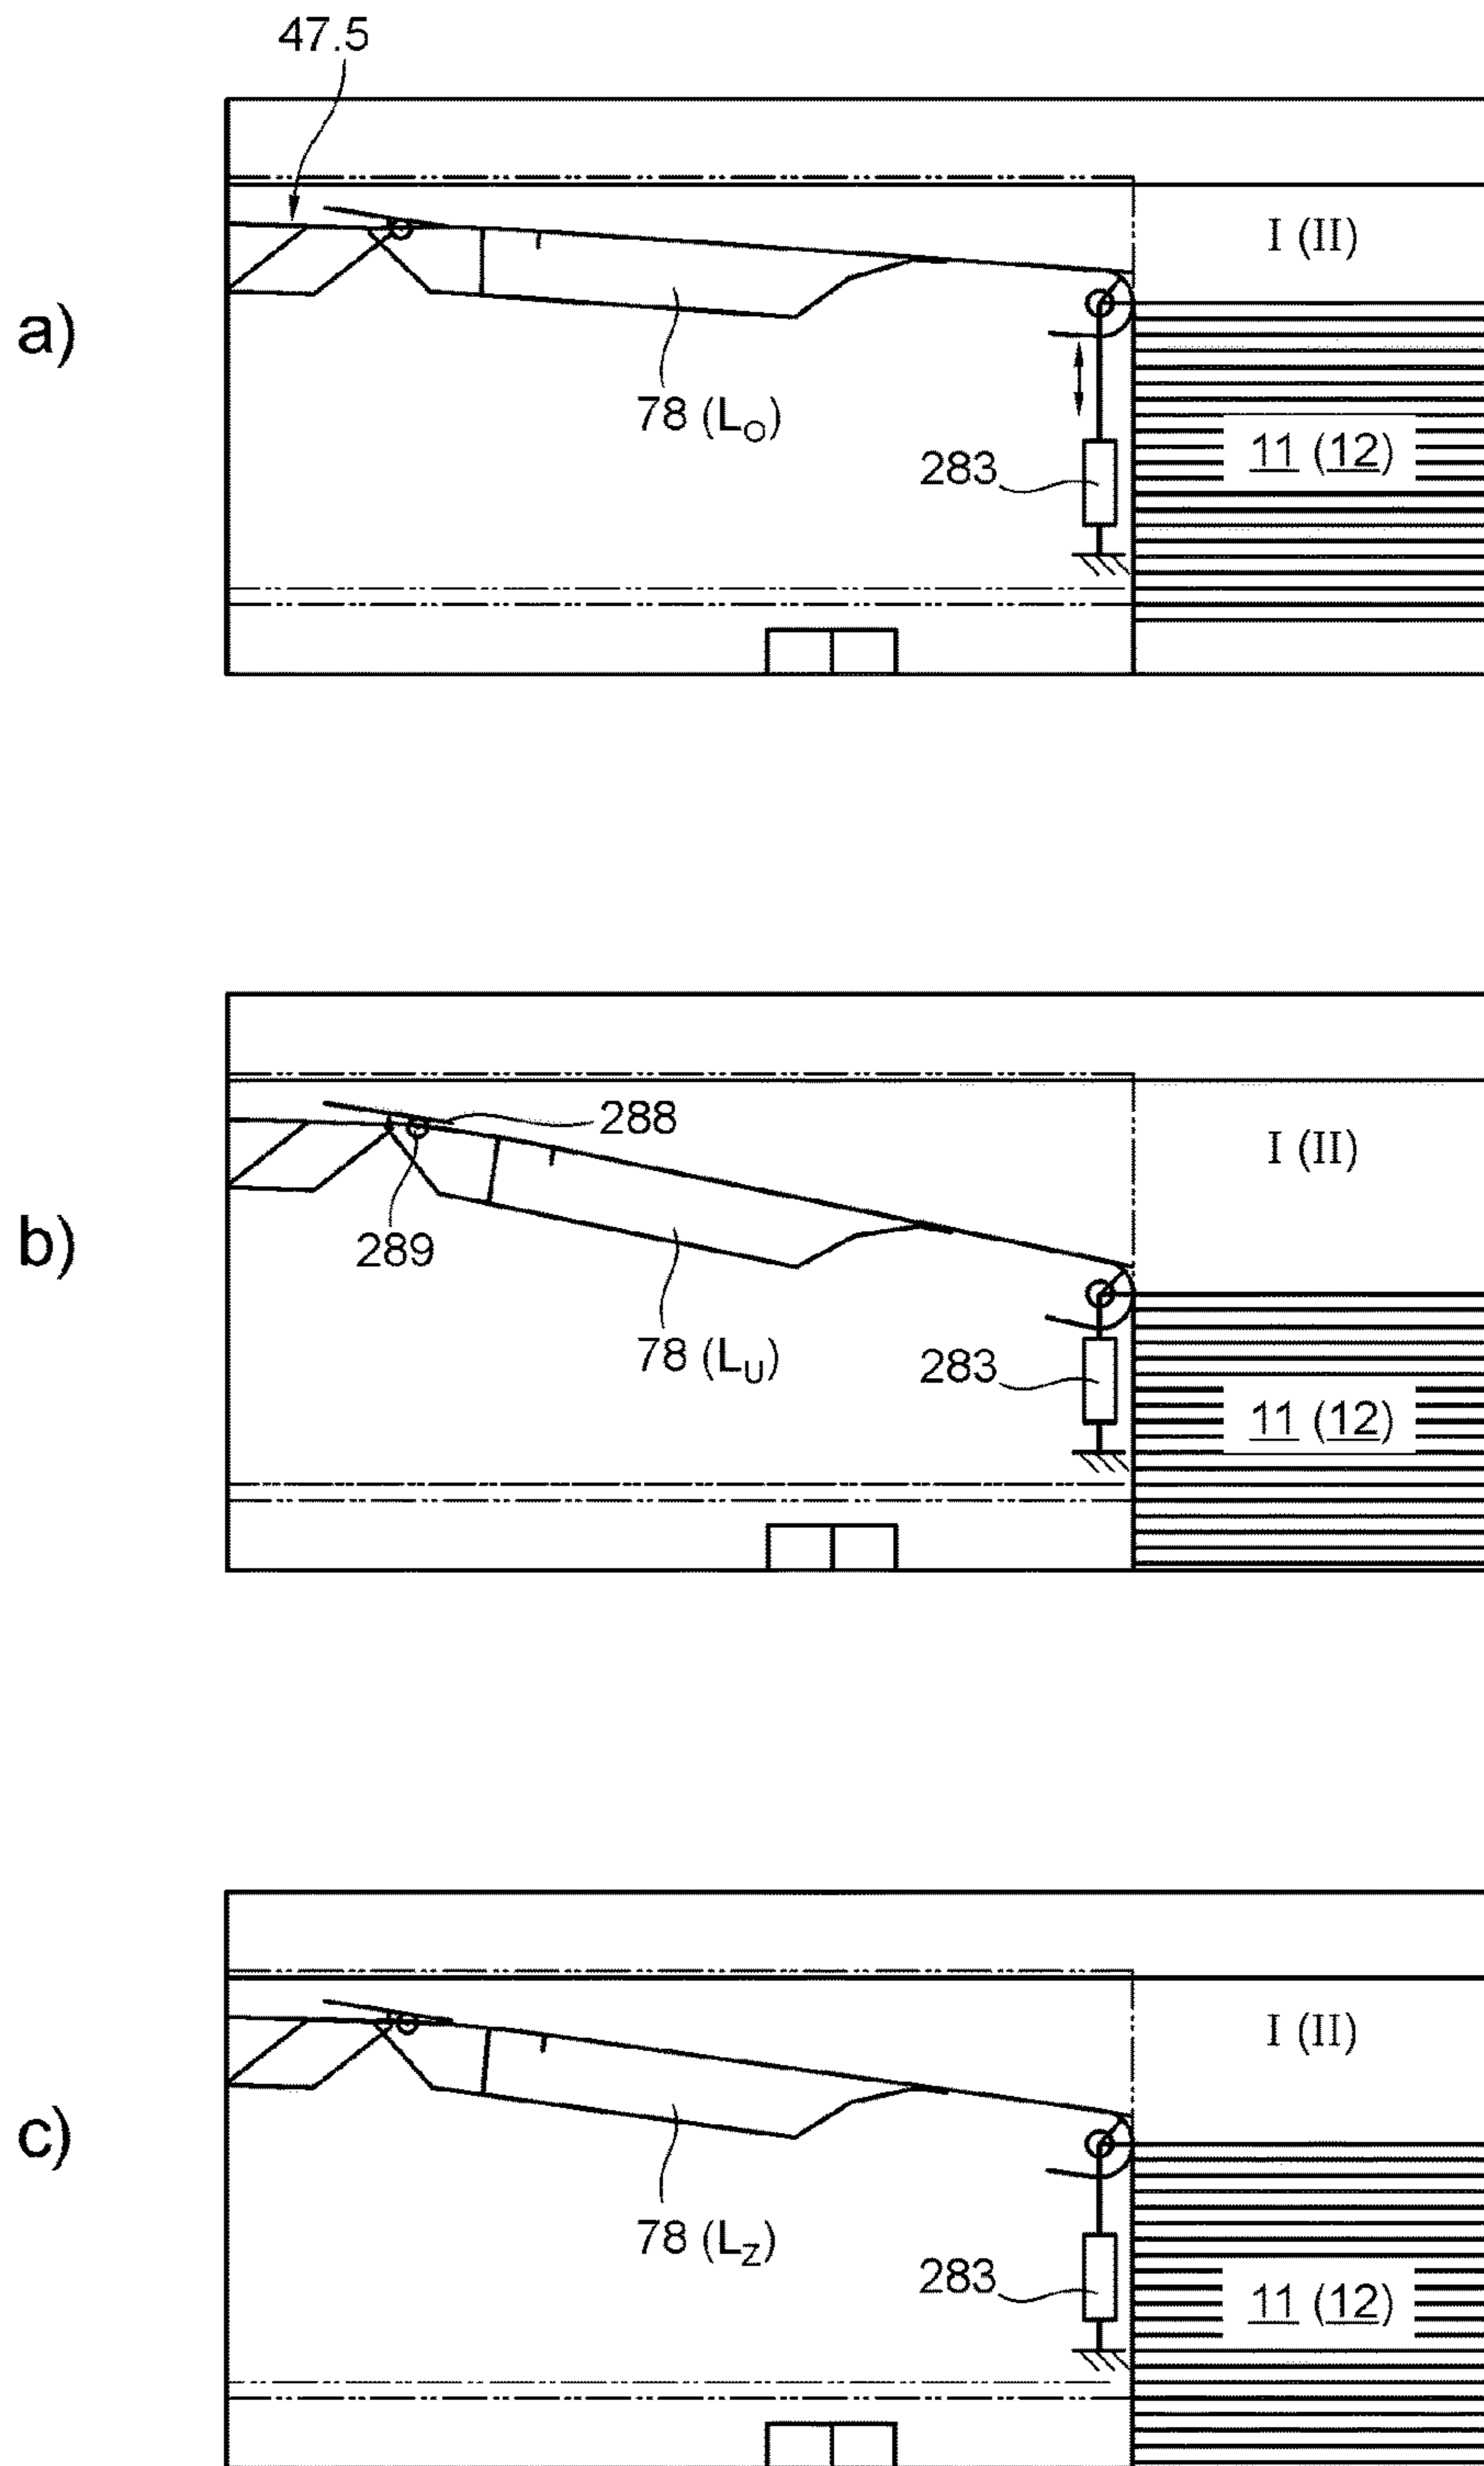 47.5
I (II)
a)
78 (LO)
283
11 (12)
288
I (II)
b)
289
78 (LU)
283
11 (12)
I (II)
c)
78 (LZ)
283
11 (12)